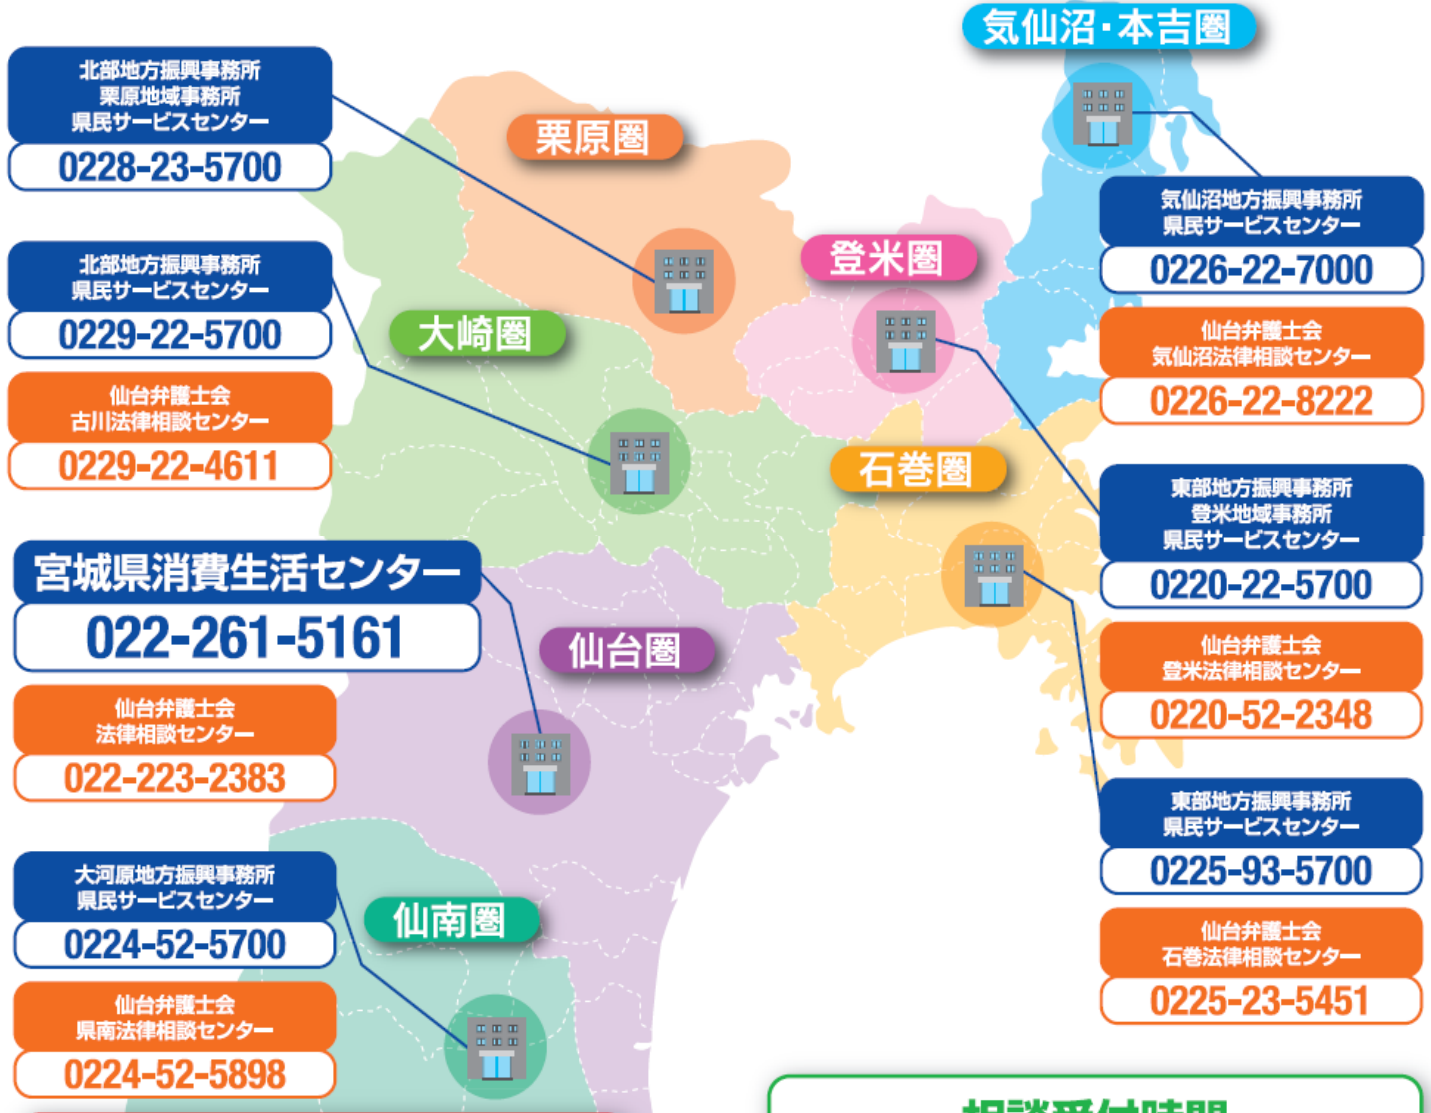 気仙沼・本吉圏
北部地方振興事務所
栗原地域事務所
県民サービスセンター
0228-23-5700
栗原圏
気仙沼地方振興事務所
県民サービスセンター
0226-22-7000
仙台弁護士会
気仙沼法律相談センター
0226-22-8222
登米圏
北部地方振興事務所
県民サービスセンター
0229-22-5700
仙台弁護士会
古川法律相談センター
0229-22-4611
大崎圏
石巻圏
東部地方振興事務所
登米地域事務所
県民サービスセンター
0220-22-5700
仙台弁護士会
登米法律相談センター
0220-52-2348
宮城県消費生活センター
022-261-5161
仙台弁護士会
法律相談センター
022-223-2383
仙台圏
東部地方振興事務所
県民サービスセンター
0225-93-5700
仙台弁護士会
石巻法律相談センター
0225-23-5451
大河原地方振興事務所
県民サービスセンター
0224-52-5700
仙台弁護士会
県南法律相談センター
0224-52-5898
仙南圏
相談受付時間